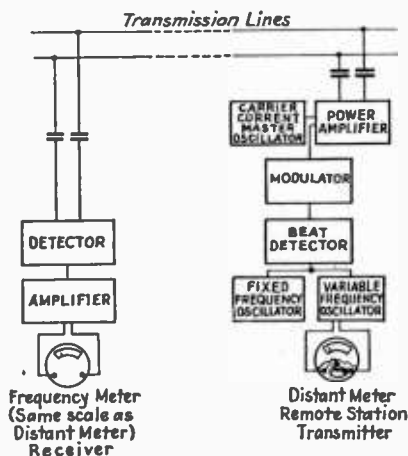 Transmission Lines
CARRIER
CURRENT
MASTER
OSCILLATOR
POWER
AMPLIFIER
MODULATOR
DETECTOR
BEAT
DETECTOR
AMPLIFIER
FIXED
FREQUENCY
OSCILLATOR
VARIABLE
FREQUENCY
OSCILLATOR
Frequency Meter
(Same scale as
Distant Meter)
Receiver
Distant Meter
Remote Station
Transmitter